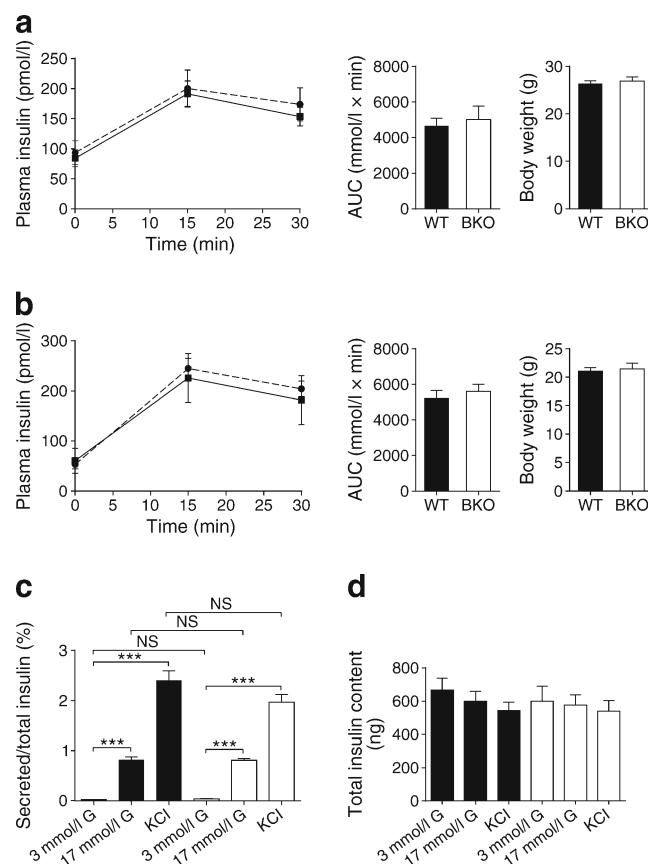 a
Plasma insulin (pmol/l)
250
200
150
100
50
0
0 5 10 15 20 25 30
Time (min)
AUC (mmol/l × min)
8000
6000
4000
2000
0
WT BKO
Body weight (g)
30
20
10
0
WT BKO
b
Plasma insulin (pmol/l)
300
200
100
0
0 5 10 15 20 25 30
Time (min)
AUC (mmol/l × min)
8000
6000
4000
2000
0
WT BKO
Body weight (g)
25
20
15
10
5
0
WT BKO
c
Secreted/total insulin (%)
3
2
1
0
NS
NS
NS
***
***
***
***
3 mmol/l G
17 mmol/l G
KCl
3 mmol/l G
17 mmol/l G
KCl
d
Total insulin content
(ng)
800
600
400
200
0
3 mmol/l G
17 mmol/l G
KCl
3 mmol/l G
17 mmol/l G
KCl